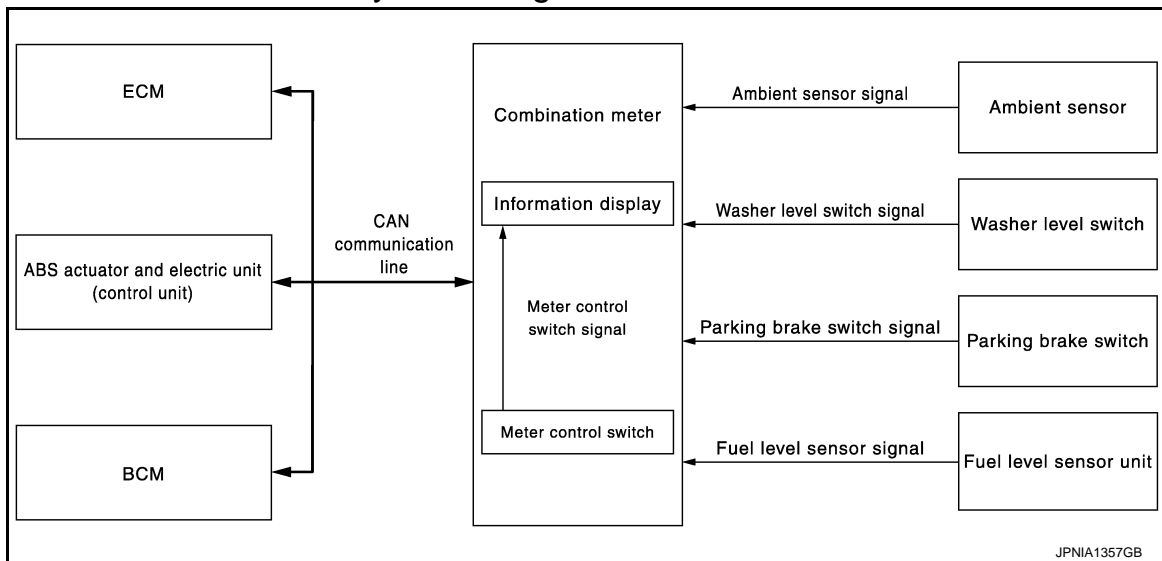 ECM
ABS actuator and electric unit
(control unit)
BCM
CAN
communication
line
Combination meter
Information display
Meter control
switch signal
Meter control switch
Ambient sensor signal
Washer level switch signal
Parking brake switch signal
Fuel level sensor signal
Ambient sensor
Washer level switch
Parking brake switch
Fuel level sensor unit
JPNIA1357GB